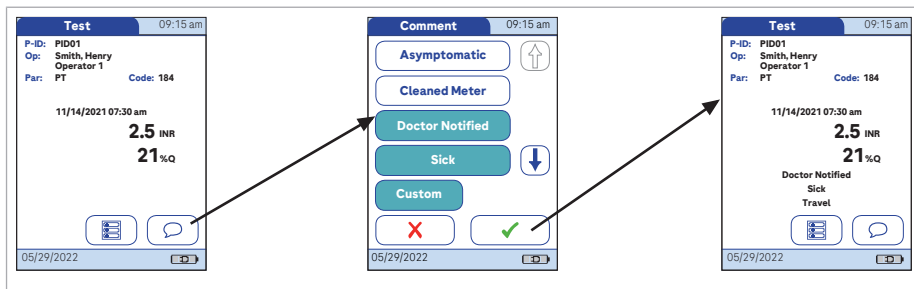 Test 09:15 am
P-ID: PID01
Op: Smith, Henry
Operator 1
Par: PT Code: 184
11/14/2021 07:30 am
2.5 INR
21%Q
05/29/2022
Comment 09:15 am
Asymptomatic
Cleaned Meter
Doctor Notified
Sick
Custom
05/29/2022
Test 09:15 am
P-ID: PID01
Op: Smith, Henry
Operator 1
Par: PT Code: 184
11/14/2021 07:30 am
2.5 INR
21%Q
Doctor Notified
Sick
Travel
05/29/2022